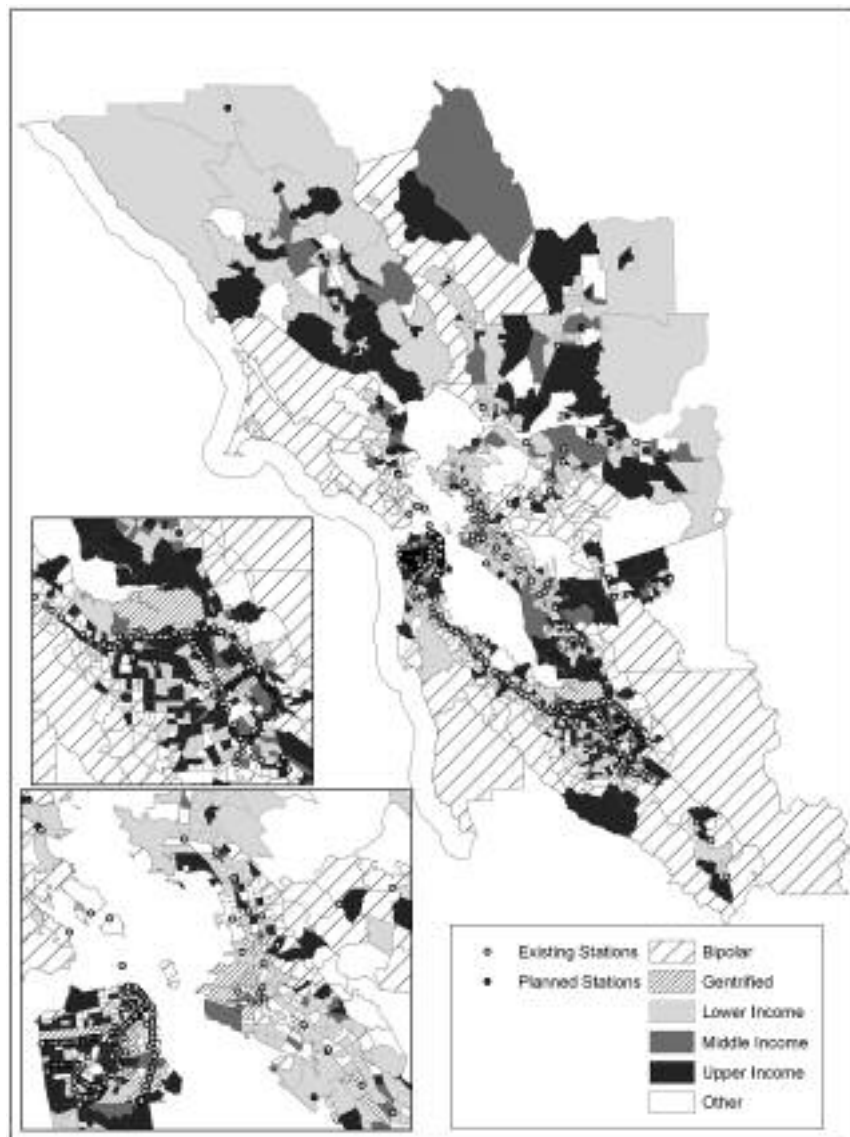 Existing Stations
Planned Stations
Bipolar
Gentrified
Lower Income
Middle Income
Upper Income
Other